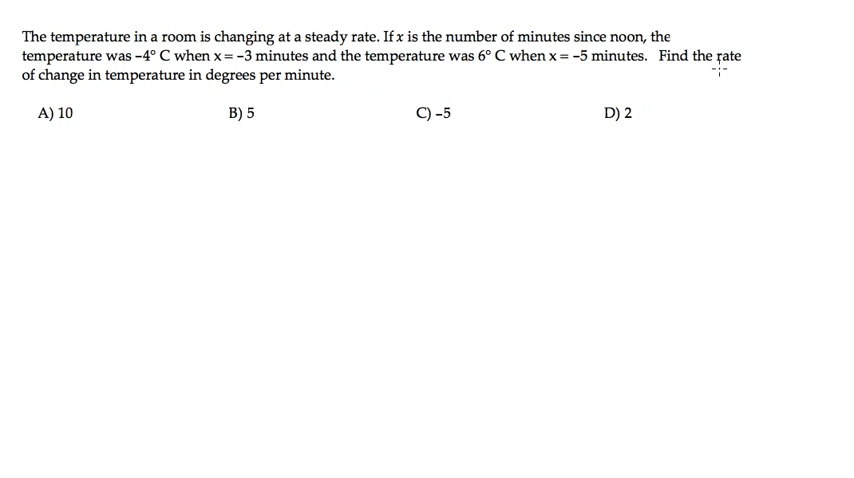 The temperature in a room is changing at a steady rate. If x is the number of minutes since noon, the
temperature was –4° C when x = –3 minutes and the temperature was 6° C when x = –5 minutes. Find the rate
of change in temperature in degrees per minute.
A) 10 B) 5 C) –5 D) 2